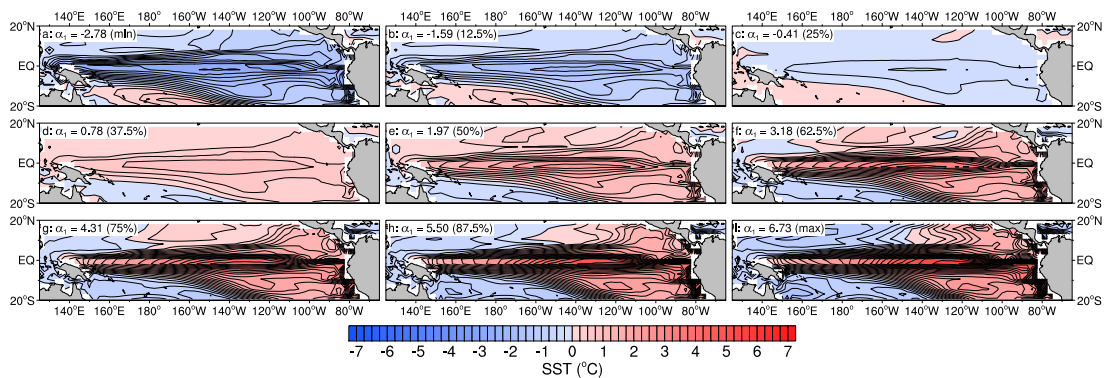 140°E 160°E 180° 160°W 140°W 120°W 100°W 80°W 140°E 160°E 180° 160°W 140°W 120°W 100°W 80°W 140°E 160°E 180° 160°W 140°W 120°W 100°W 80°W
20°N a: α₁ = -2.78 (min) b: -1.59 (12.5%) c: α₁ = -0.41 (25%) 20°N
EQ EQ
20°S 20°S
20°N d: α₁ = 0.78 (37.5%) e: α₁ = 1.97 (50%) f: α₁ = 3.18 (62.5%) 20°N
EQ EQ
20°S 20°S
20°N g: α₁ = 4.31 (75%) h: α₁ = 5.50 (87.5%) I: α₁ = 6.73 (max) 20°N
EQ EQ
20°S 20°S
140°E 160°E 180° 160°W 140°W 120°W 100°W 80°W 140°E 160°E 180° 160°W 140°W 120°W 100°W 80°W 140°E 160°E 180° 160°W 140°W 120°W 100°W 80°W
-7 -6 -5 -4 -3 -2 -1 0 1 2 3 4 5 6 7
SST (°C)